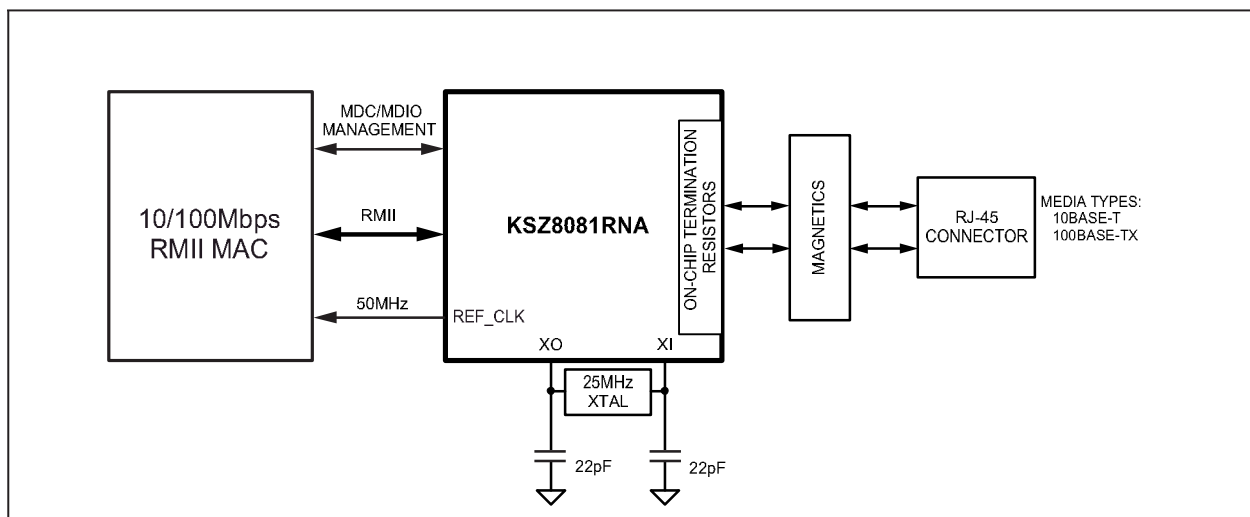 MDC/MDIO
MANAGEMENT
10/100Mbps
RMII MAC
RMII
50MHz
KSZ8081RNA
REF_CLK
XO
XI
ON-CHIP TERMINATION
RESISTORS
MAGNETICS
RJ-45
CONNECTOR
MEDIA TYPES:
10BASE-T
100BASE-TX
25MHz
XTAL
22pF
22pF